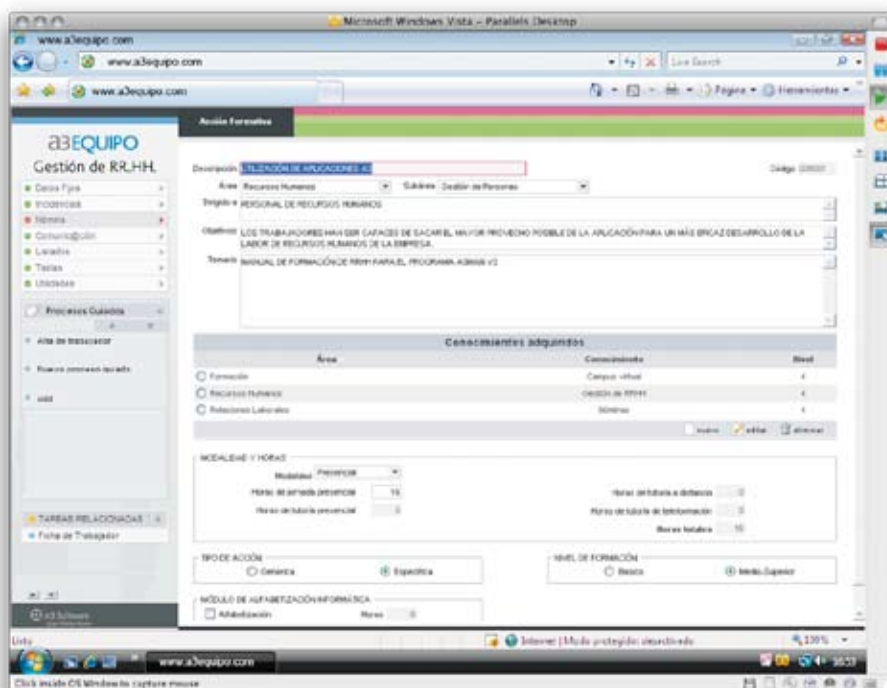 Microsoft Windows Vista - Parallels Desktop
www.a3equipo.com
www.a3equipo.com
Live Search
www.a3equipo.com
Página
Herramientas
Acción Formativa
a3EQUIPO
Gestión de RR.HH.
Datos Fijos
Incidencias
Nómina
Comunic@ción
Listados
Tareas
Utilidades
Procesos Guiados
Alta de trabajador
Nuevo proceso guiado
TAREAS RELACIONADAS
Ficha de Trabajador
a3 Software
Descripción UTILIZACIÓN DE APLICACIONES A3
Código
Área Recursos Humanos Subárea Gestión de Personas
Dirigido a PERSONAL DE RECURSOS HUMANOS
Objetivos LOS TRABAJADORES HAN SER CAPACES DE SACAR EL MAYOR PROVECHO POSIBLE DE LA APLICACIÓN PARA UN MÁS EFICAZ DESARROLLO DE LA
LABOR DE RECURSOS HUMANOS DE LA EMPRESA.
Temario MANUAL DE FORMACIÓN DE RRHH PARA EL PROGRAMA
Conocimientos adquiridos
Área Conocimiento Nivel
Formación Campus virtual 4
Recursos Humanos Gestión de RRHH 4
Relaciones Laborales Nóminas 4
nuevo editar eliminar
MODALIDAD Y HORAS
Modalidad Presencial
Horas de jornada presencial
Horas de tutoría a distancia 0
Horas de tutoría presencial 0
Horas de tutoría de teleformación 0
Horas totales
TIPO DE ACCIÓN
Genérica Específica
NIVEL DE FORMACIÓN
Básico Medio-Superior
MÓDULO DE ALFABETIZACIÓN INFORMÁTICA
Alfabetización Horas 0
Listo
Internet | Modo protegido: desactivado
www.a3equipo.com
Click inside OS Window to capture mouse